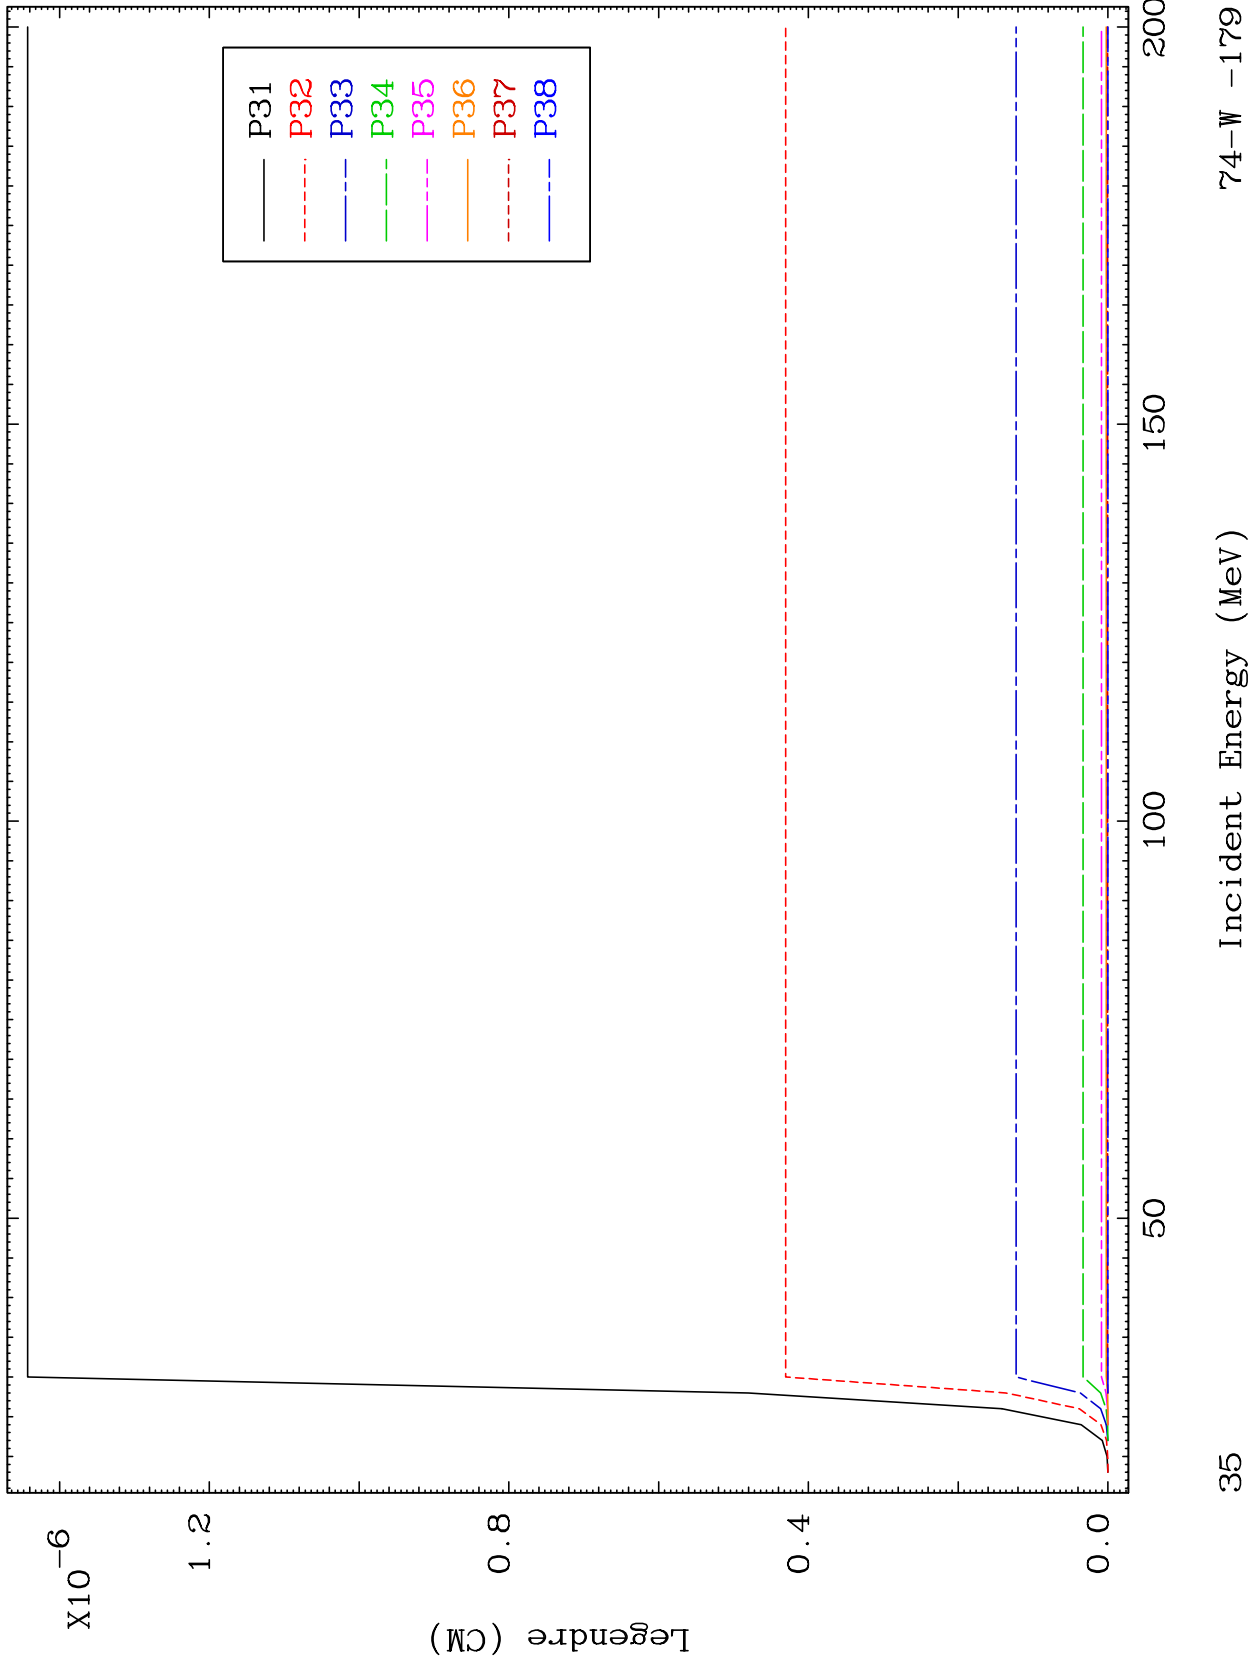 X10-6
1.2
0.8
0.4
0.0
Legendre (CM)
P31
P32
P33
P34
P35
P36
P37
P38
50
100
150
200
35
Incident Energy (MeV)
74-W -179